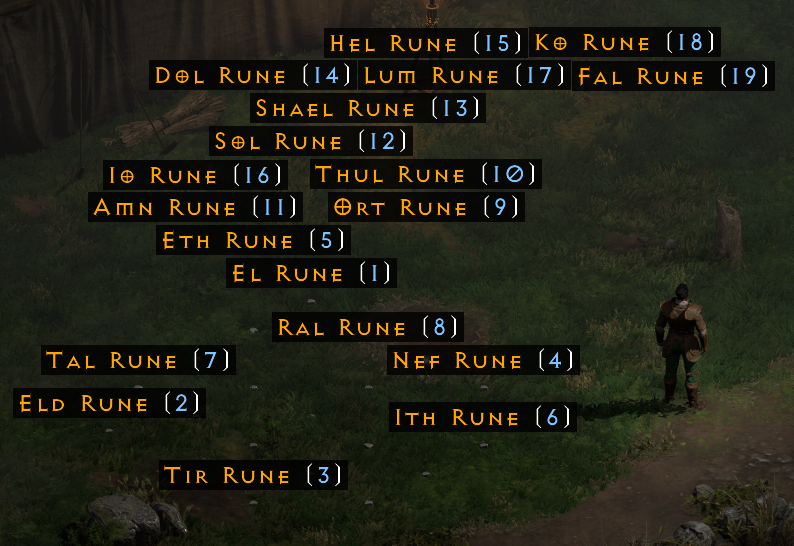 Hel Rune (15) Ko Rune (18)
Dol Rune (14) Lum Rune (17) Fal Rune (19)
Shael Rune (13)
Sol Rune (12)
Io Rune (16) Thul Rune (10)
Amn Rune (11) Ort Rune (9)
Eth Rune (5)
El Rune (1)
Ral Rune (8)
Tal Rune (7) Nef Rune (4)
Eld Rune (2)
Ith Rune (6)
Tir Rune (3)